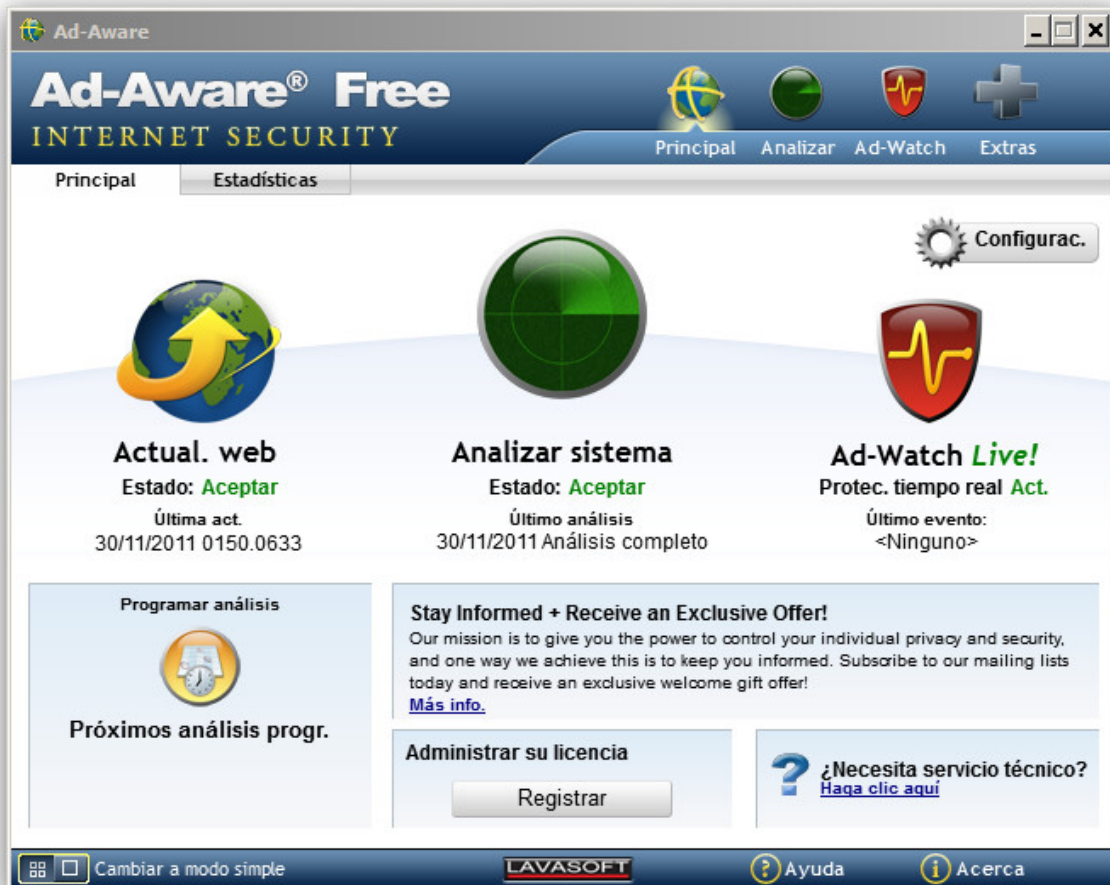 Ad-Aware
Ad-Aware® Free
INTERNET SECURITY
Principal Analizar Ad-Watch Extras
Principal Estadísticas
Configurac.
Actual. web
Estado: Aceptar
Última act.
30/11/2011 0150.0633
Analizar sistema
Estado: Aceptar
Último análisis
30/11/2011 Análisis completo
Ad-Watch Live!
Protec. tiempo real Act.
Último evento:
<Ninguno>
Programar análisis
Próximos análisis progr.
Stay Informed + Receive an Exclusive Offer!
Our mission is to give you the power to control your individual privacy and security,
and one way we achieve this is to keep you informed. Subscribe to our mailing lists
today and receive an exclusive welcome gift offer!
Más info.
Administrar su licencia
Registrar
¿Necesita servicio técnico?
Haga clic aquí
Cambiar a modo simple
LAVASOFT
Ayuda
Acerca